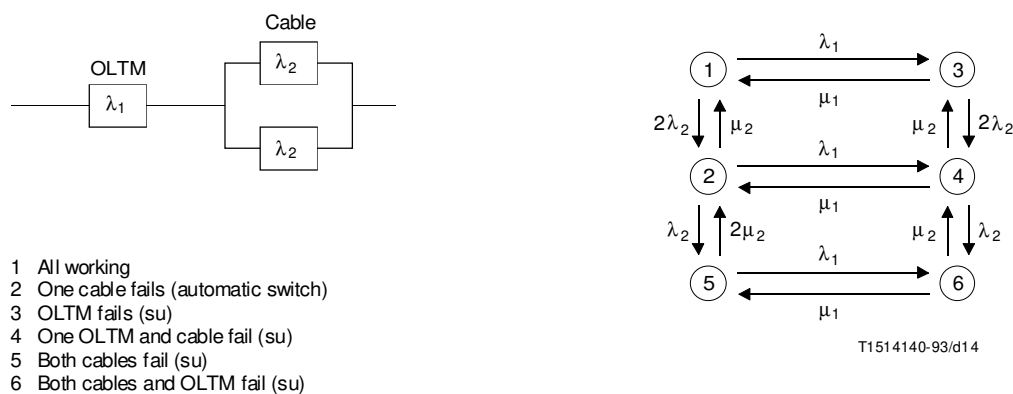 Cable
OLTM
λ1
λ2
λ2
1 All working
2 One cable fails (automatic switch)
3 OLTM fails (su)
4 One OLTM and cable fail (su)
5 Both cables fail (su)
6 Both cables and OLTM fail (su)
λ1
1
3
μ1
2λ2
μ2
μ2
2λ2
λ1
2
4
μ1
λ2
2μ2
μ2
λ2
λ1
5
6
μ1
T1514140-93/d14